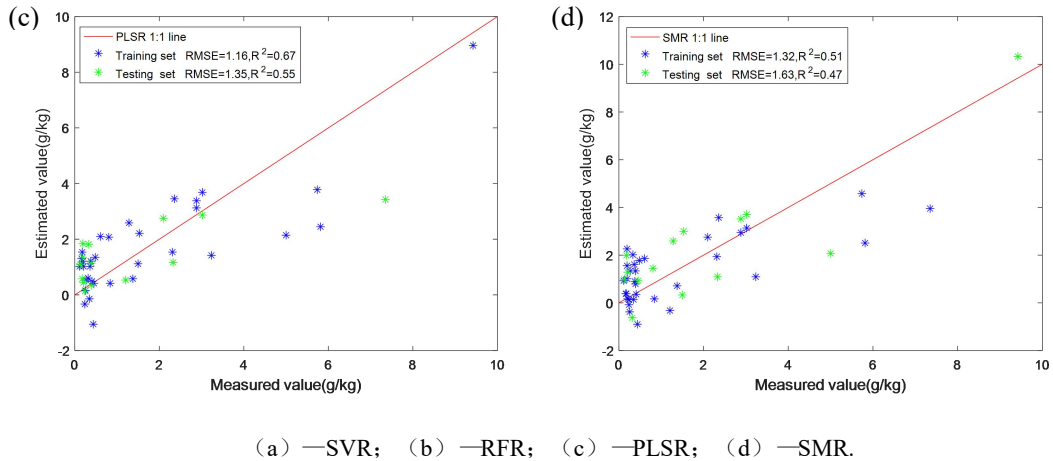 (c)
10
8
6
4
2
0
-2
Estimated value(g/kg)
PLSR 1:1 line
Training set RMSE=1.16,R²=0.67
Testing set RMSE=1.35,R²=0.55
0 2 4 6 8 10
Measured value(g/kg)
(d)
12
10
8
6
4
2
0
-2
Estimated value(g/kg)
SMR 1:1 line
Training set RMSE=1.32,R²=0.51
Testing set RMSE=1.63,R²=0.47
0 2 4 6 8 10
Measured value(g/kg)
（a）—SVR; （b）—RFR; （c）—PLSR; （d）—SMR.